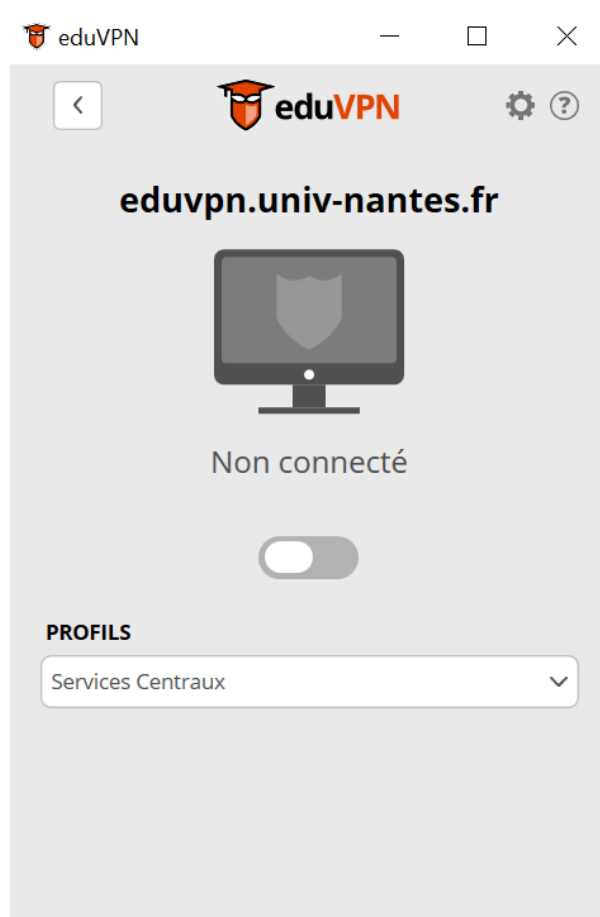 eduVPN
eduVPN
eduvpn.univ-nantes.fr
Non connecté
PROFILS
Services Centraux